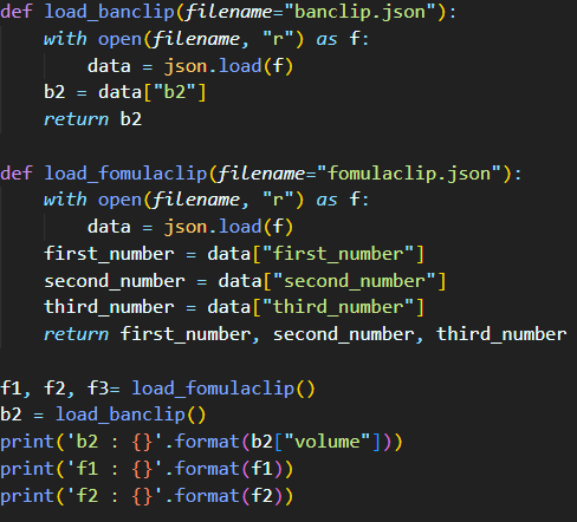 def load_banclip(filename="banclip.json"):
    with open(filename, "r") as f:
        data = json.load(f)
    b2 = data["b2"]
    return b2

def load_fomulaclip(filename="fomulaclip.json"):
    with open(filename, "r") as f:
        data = json.load(f)
    first_number = data["first_number"]
    second_number = data["second_number"]
    third_number = data["third_number"]
    return first_number, second_number, third_number

f1, f2, f3= load_fomulaclip()
b2 = load_banclip()
print('b2 : {}'.format(b2["volume"]))
print('f1 : {}'.format(f1))
print('f2 : {}'.format(f2))